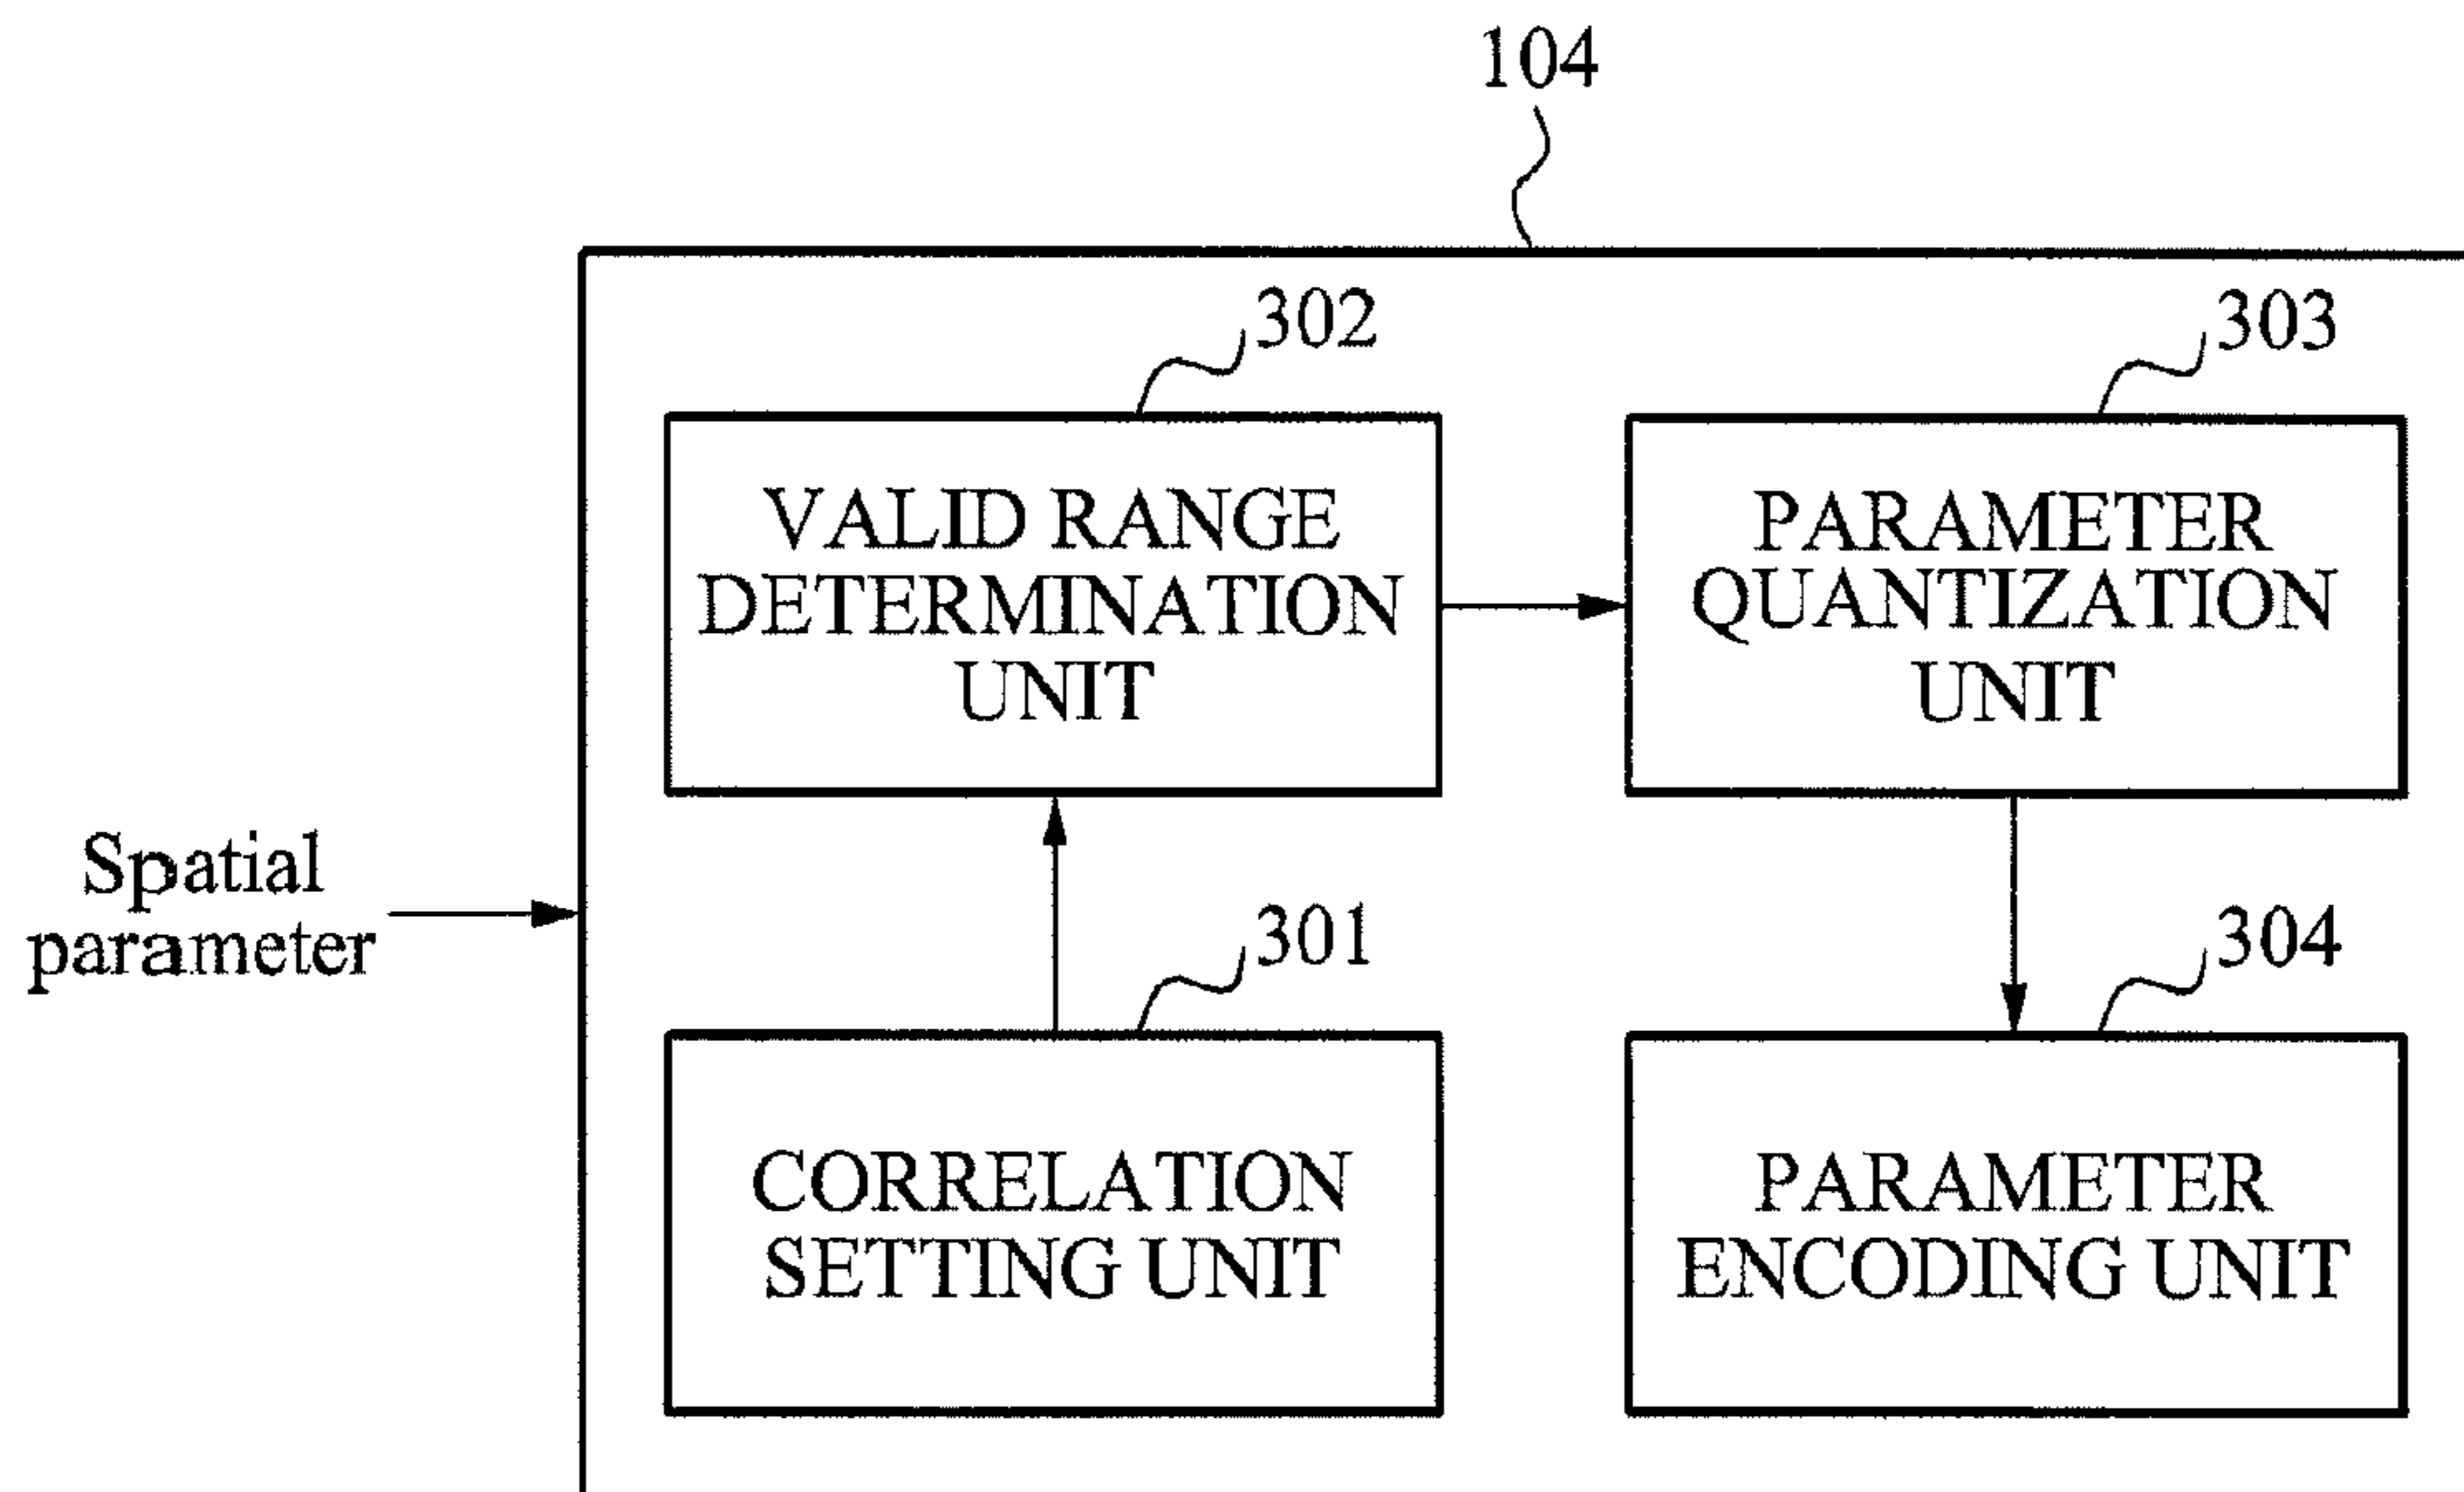 104
302
303
VALID RANGE
DETERMINATION
UNIT
PARAMETER
QUANTIZATION
UNIT
Spatial
parameter
301
304
CORRELATION
SETTING UNIT
PARAMETER
ENCODING UNIT